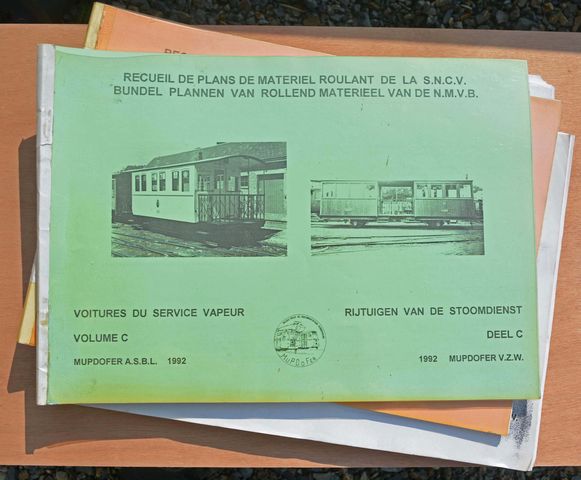 RECUEIL DE PLANS DE MATERIEL ROULANT DE LA S.N.C.V.
BUNDEL PLANNEN VAN ROLLEND MATERIEEL VAN DE N.M.V.B.
VOITURES DU SERVICE VAPEUR
VOLUME C
MUPDOFER A.S.B.L. 1992
RIJTUIGEN VAN DE STOOMDIENST
DEEL C
1992 MUPDOFER V.Z.W.
MUPDOFER